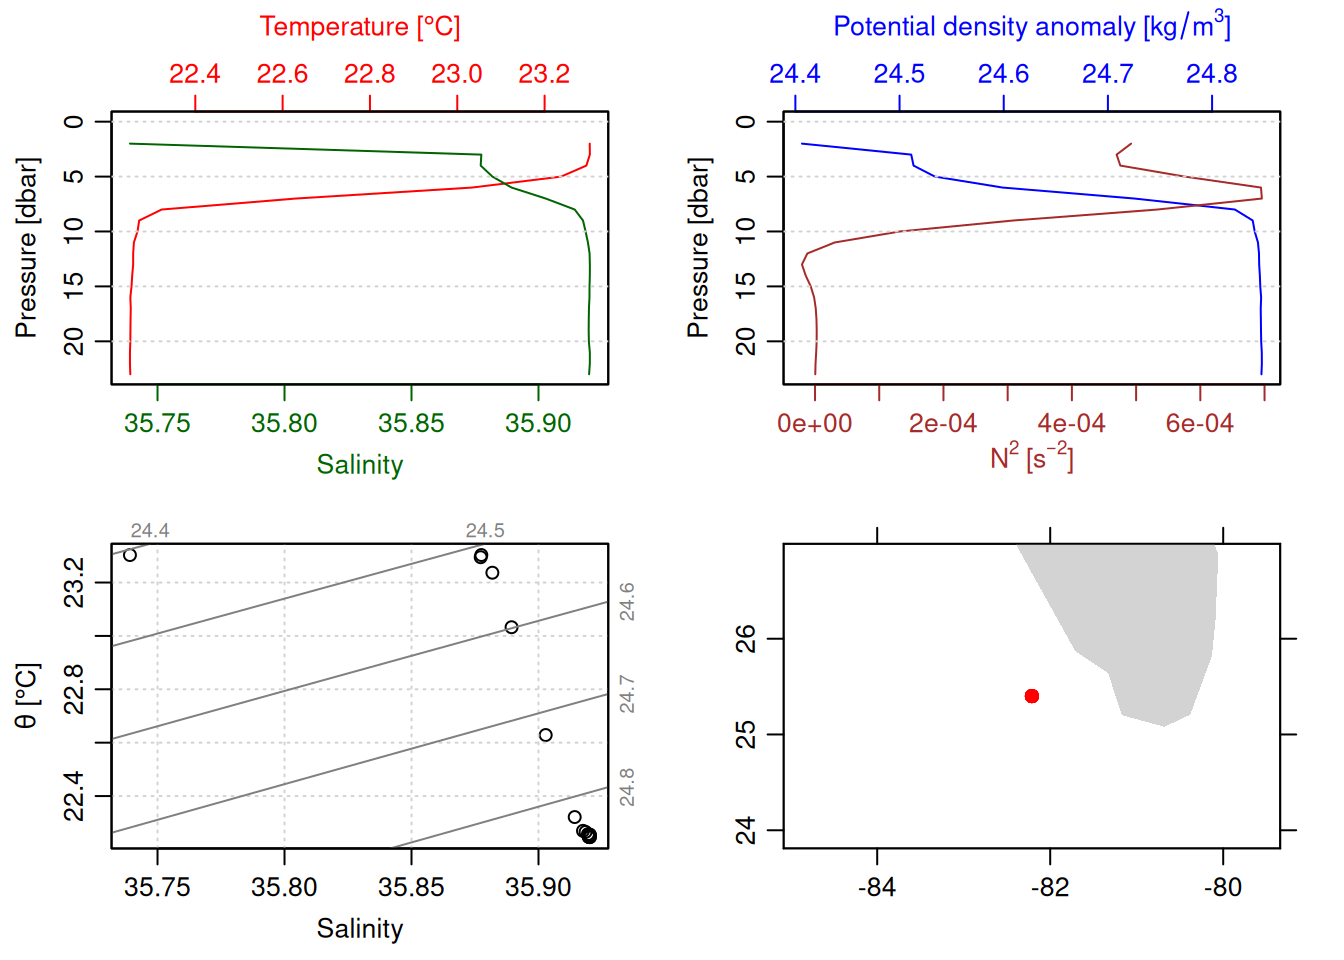 Temperature [°C]
22.4 22.6 22.8 23.0 23.2
Pressure [dbar]
0
5
10
15
20
35.75 35.80 35.85 35.90
Salinity
Potential density anomaly [kg/m³]
24.4 24.5 24.6 24.7 24.8
Pressure [dbar]
0
5
10
15
20
0e+00 2e-04 4e-04 6e-04
N² [s⁻²]
24.4 24.5
24.6
24.7
24.8
θ [°C]
23.2
22.8
22.4
35.75 35.80 35.85 35.90
Salinity
26
25
24
-84 -82 -80